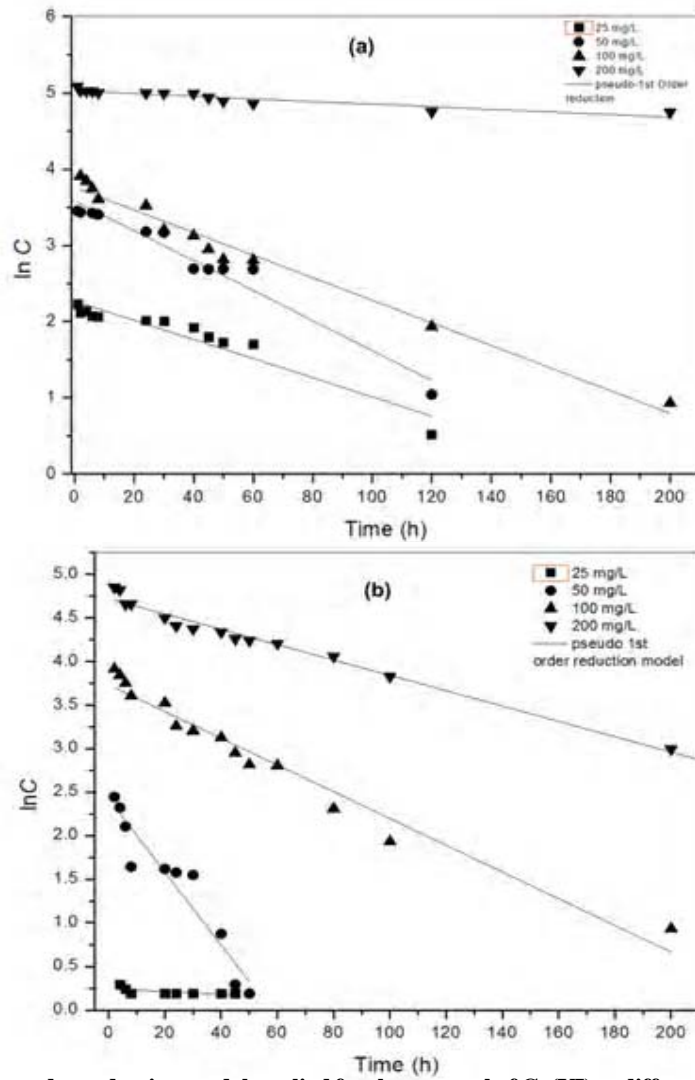 6
5
4
3
2
1
0
ln C
(a)
25 mg/L
50 mg/L
100 mg/L
200 mg/L
pseudo-1st Order
reduction
0 20 40 60 80 100 120 140 160 180 200
Time (h)
5.0
4.5
4.0
3.5
3.0
2.5
2.0
1.5
1.0
0.5
0.0
lnC
(b)
25 mg/L
50 mg/L
100 mg/L
200 mg/L
pseudo 1st
order reduction model
0 20 40 60 80 100 120 140 160 180 200
Time (h)